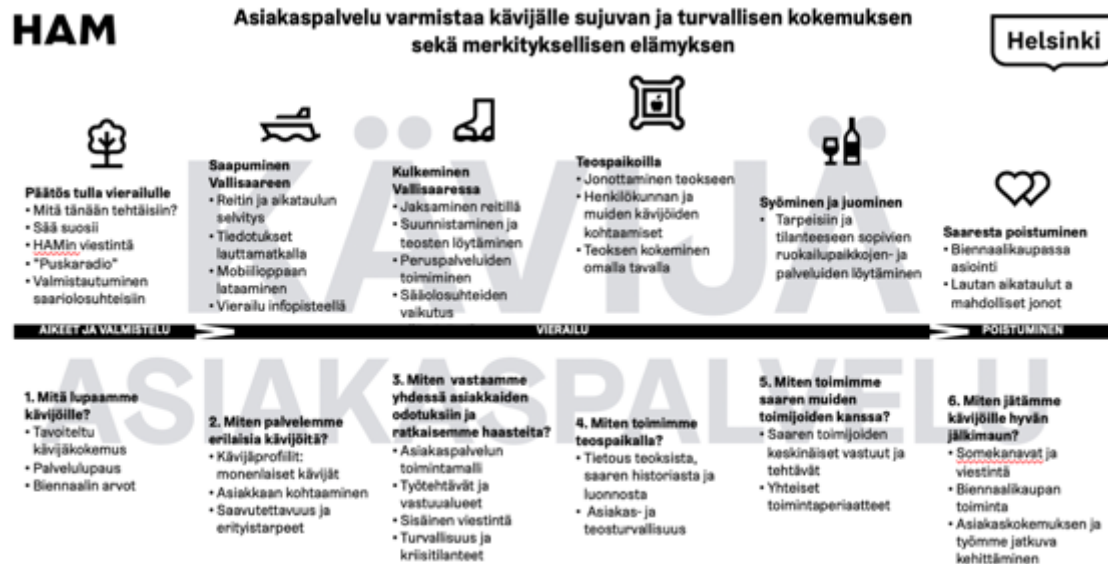 HAM
Asiakaspalvelu varmistaa kävijälle sujuvan ja turvallisen kokemuksen
sekä merkityksellisen elämyksen
Helsinki
KÄVIJÄ
Päätös tulla vierailulle
• Mitä tänään tehtäisiin?
• Sää suosii
• HAMin viestintä
• "Puskaradio"
• Valmistautuminen
saariolosuhteisiin
Saapuminen
Vallisaareen
• Reitin ja aikataulun
selvitys
• Tiedotukset
lauttamatkalla
• Mobiilioppaan
lataaminen
• Vierailu infopisteellä
Kulkeminen
Vallisaaressa
• Jaksaminen reitillä
• Suunnistaminen ja
teosten löytäminen
• Peruspalveluiden
toimiminen
• Sääolosuhteiden
vaikutus
Teospaikoilla
• Jonottaminen teokseen
• Henkilökunnan ja
muiden kävijöiden
kohtaamiset
• Teoksen kokeminen
omalla tavalla
Syöminen ja juominen
• Tarpeisiin ja
tilanteeseen sopivien
ruokailupaikkojen- ja
palveluiden löytäminen
Saaresta poistuminen
• Biennaalikaupassa
asiointi
• Lautan aikataulut a
mahdolliset jonot
AIKEET JA VALMISTELU
VIERAILU
POISTUMINEN
ASIAKASPALVELU
1. Mitä lupaamme
kävijöille?
• Tavoiteltu
kävijäkokemus
• Palvelulupaus
• Biennaalin arvot
2. Miten palvelemme
erilaisia kävijöitä?
• Kävijäprofiilit:
monenlaiset kävijät
• Asiakkaan kohtaaminen
• Saavutettavuus ja
erityistarpeet
3. Miten vastaamme
yhdessä asiakkaiden
odotuksiin ja
ratkaisemme haasteita?
• Asiakaspalvelun
toimintamalli
• Työtehtävät ja
vastuualueet
• Sisäinen viestintä
• Turvallisuus ja
kriisitilanteet
4. Miten toimimme
teospaikalla?
• Tietous teoksista,
saaren historiasta ja
luonnosta
• Asiakas- ja
teosturvallisuus
5. Miten toimimme
saaren muiden
toimijoiden kanssa?
• Saaren toimijoiden
keskinäiset vastuut ja
tehtävät
• Yhteiset
toimintaperiaatteet
6. Miten jätämme
kävijöille hyvän
jälkimaun?
• Somekanavat ja
viestintä
• Biennaalikaupan
toiminta
• Asiakaskokemuksen ja
työmme jatkuva
kehittäminen